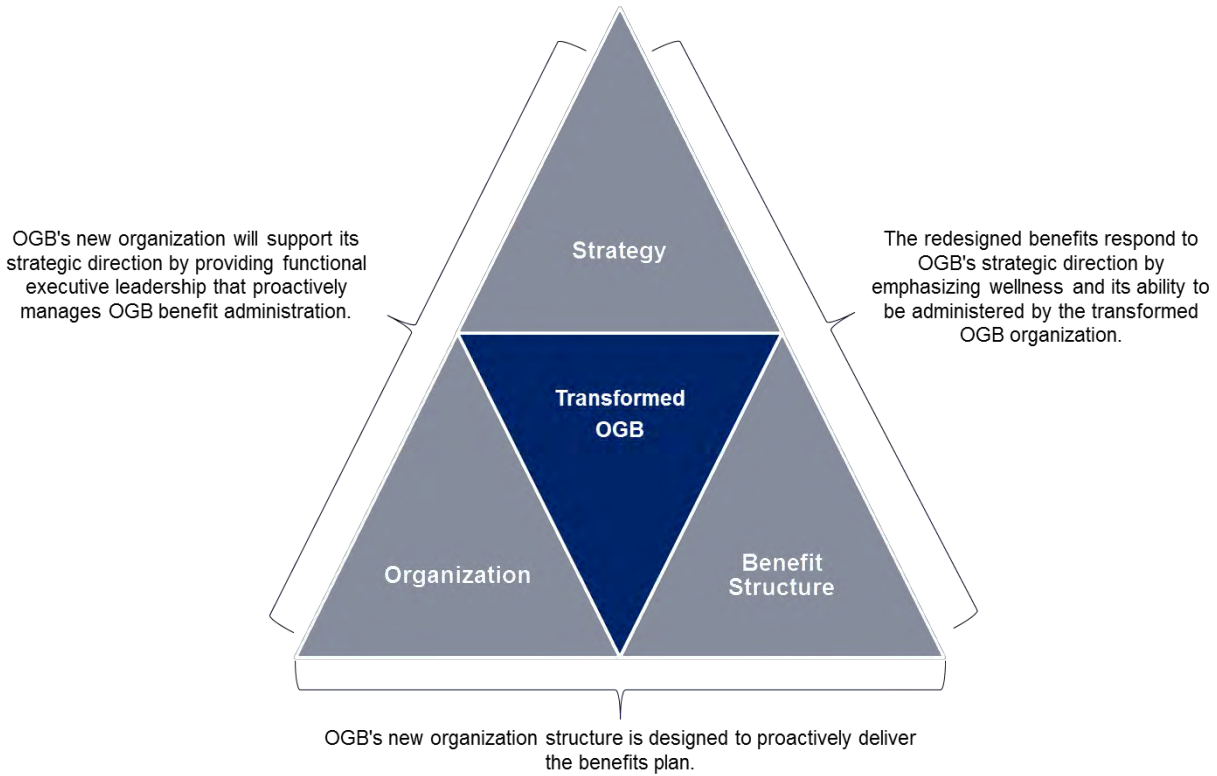 Strategy
OGB's new organization will support its
strategic direction by providing functional
executive leadership that proactively
manages OGB benefit administration.
The redesigned benefits respond to
OGB's strategic direction by
emphasizing wellness and its ability to
be administered by the transformed
OGB organization.
Transformed
OGB
Organization
Benefit
Structure
OGB's new organization structure is designed to proactively deliver
the benefits plan.